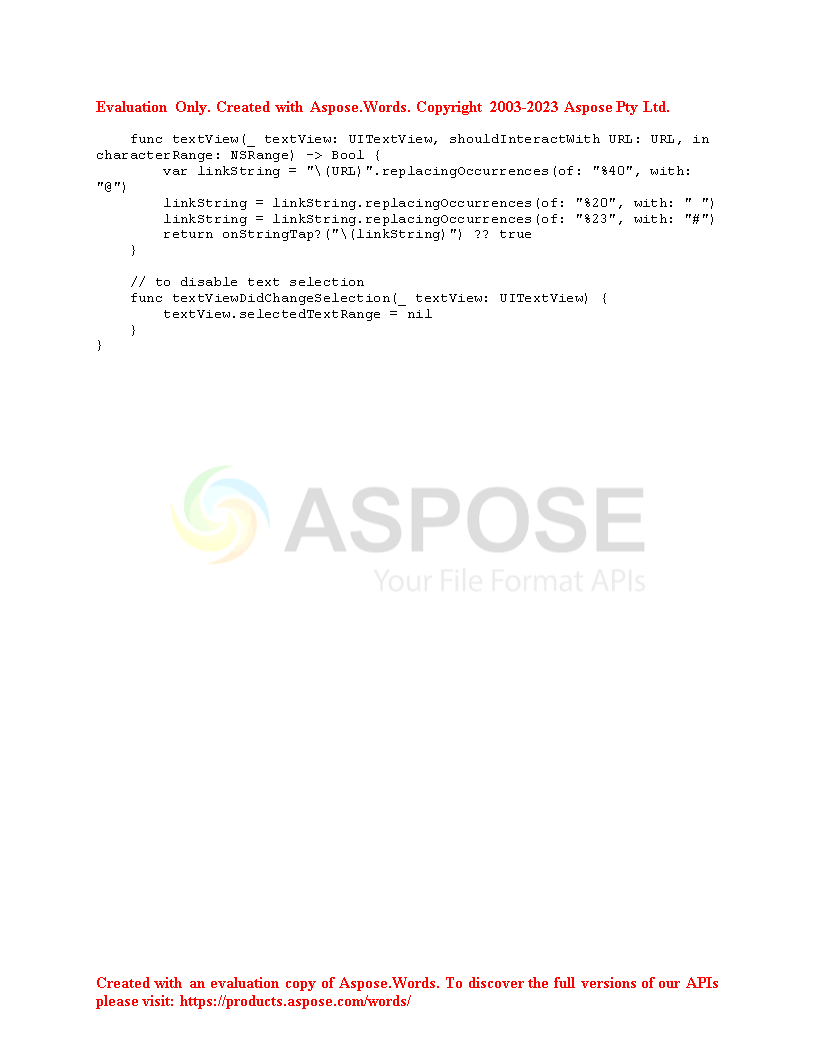 Evaluation Only. Created with Aspose.Words. Copyright 2003-2023 Aspose Pty Ltd.
    func textView(_ textView: UITextView, shouldInteractWith URL: URL, in
characterRange: NSRange) -> Bool {
        var linkString = "\(URL)".replacingOccurrences(of: "%40", with:
"@")
        linkString = linkString.replacingOccurrences(of: "%20", with: " ")
        linkString = linkString.replacingOccurrences(of: "%23", with: "#")
        return onStringTap?("\(linkString)") ?? true
    }
    // to disable text selection
    func textViewDidChangeSelection(_ textView: UITextView) {
        textView.selectedTextRange = nil
    }
}
ASPOSE
Your File Format APIs
Created with an evaluation copy of Aspose.Words. To discover the full versions of our APIs
please visit: https://products.aspose.com/words/